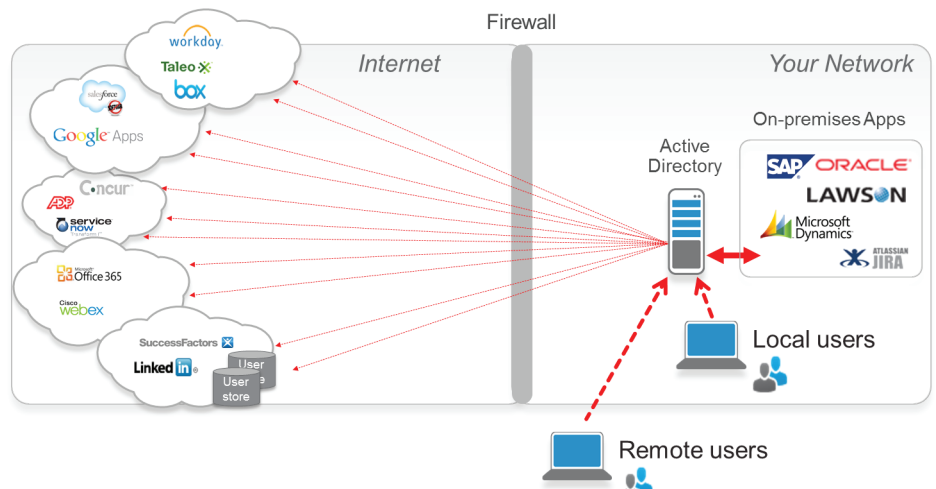 Firewall
Internet
Your Network
workday.
Taleo
box
salesforce
Google Apps
Concur
ADP
service
now
Microsoft
Office 365
Cisco
webex
SuccessFactors
Linked in
User
User
store
Active
Directory
On-premises Apps
SAP
ORACLE
LAWSON
Microsoft
Dynamics
ATLASSIAN
JIRA
Local users
Remote users